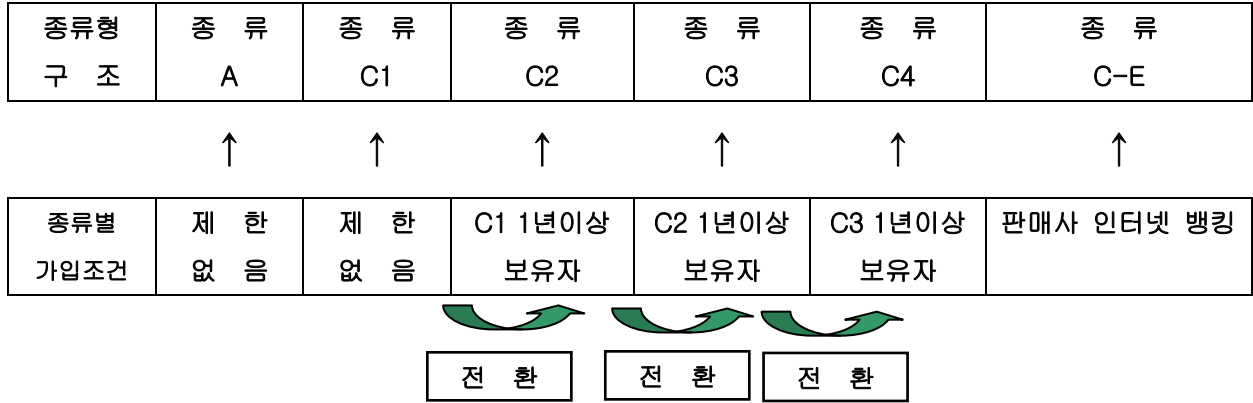 종류형 종 류 종 류 종 류 종 류 종 류 종 류
구 조 A C1 C2 C3 C4 C-E
↑ ↑ ↑ ↑ ↑ ↑
종류별 제 한 제 한 C1 1년이상 C2 1년이상 C3 1년이상 판매사 인터넷 뱅킹
가입조건 없 음 없 음 보유자 보유자 보유자
전 환 전 환 전 환